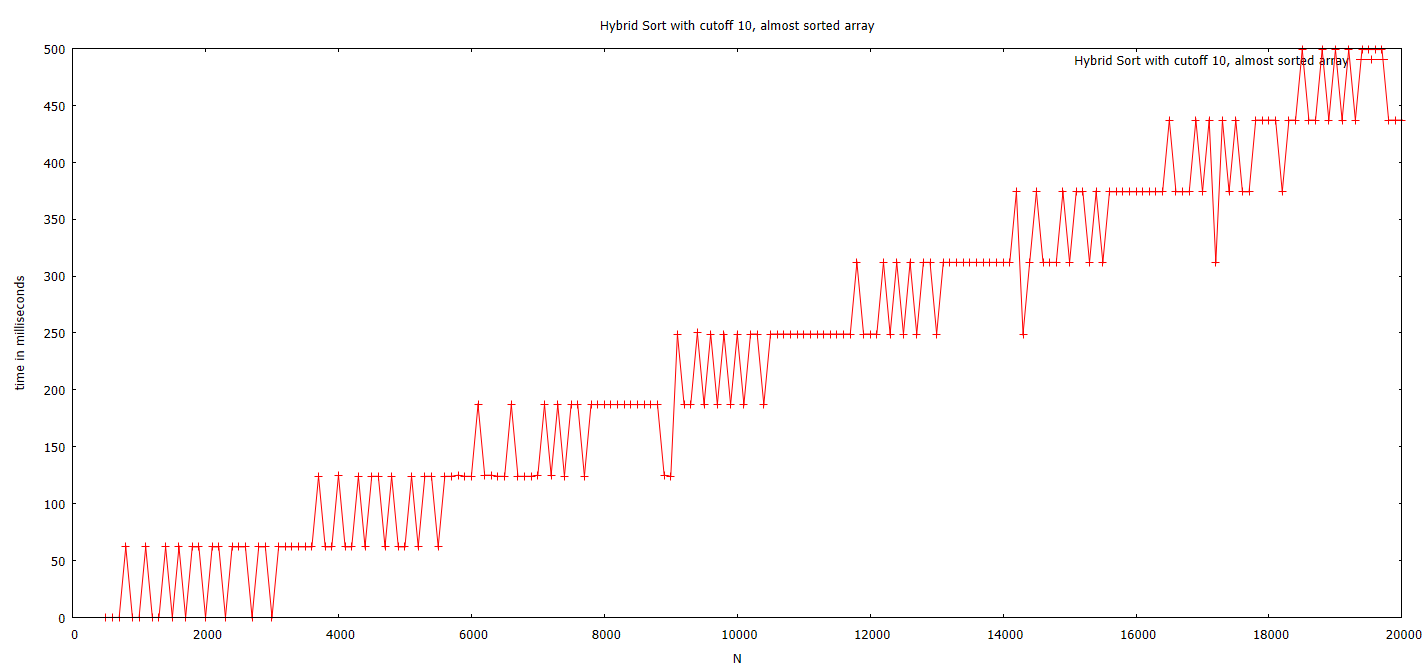 Hybrid Sort with cutoff 10, almost sorted array
Hybrid Sort with cutoff 10, almost sorted array
500
450
400
350
300
250
200
150
100
50
0
time in milliseconds
0 2000 4000 6000 8000 10000 12000 14000 16000 18000 20000
N